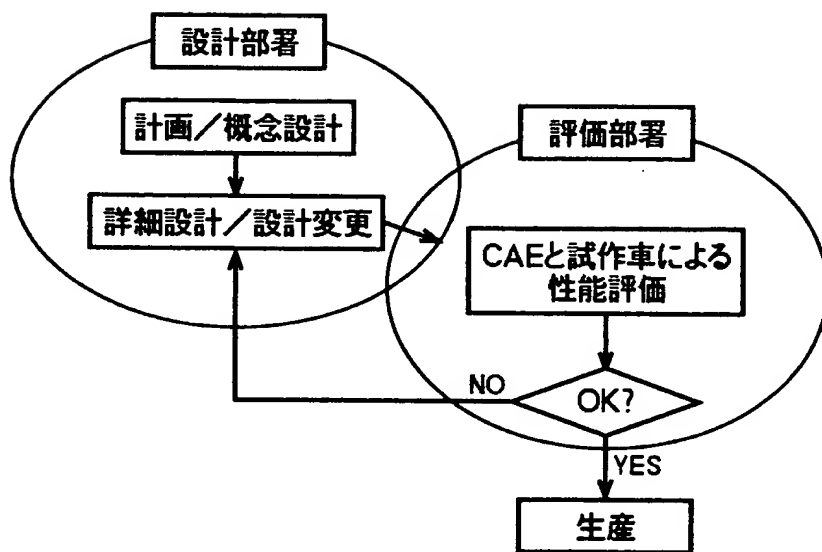 設計部署
計画／概念設計
詳細設計／設計変更
評価部署
CAEと試作車による
性能評価
OK?
NO
YES
生産